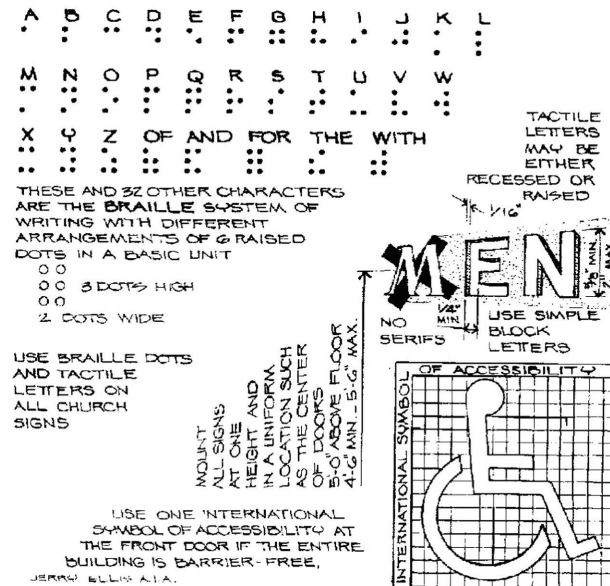 A B C D E F G H I J K L
M N O P Q R S T U V W
X Y Z OF AND FOR THE WITH
THESE AND 32 OTHER CHARACTERS
ARE THE BRAILLE SYSTEM OF
WRITING WITH DIFFERENT
ARRANGEMENTS OF 6 RAISED
DOTS IN A BASIC UNIT
3 DOTS HIGH
2 DOTS WIDE
USE BRAILLE DOTS
AND TACTILE
LETTERS ON
ALL CHURCH
SIGNS
MOUNT
ALL SIGNS
AT ONE
HEIGHT AND
IN A UNIFORM
LOCATION SUCH
AS THE CENTER
OF DOORS
5'-0" ABOVE FLOOR
4'-6" MIN. - 5'-6" MAX.
TACTILE
LETTERS
MAY BE
EITHER
RECESSED OR
RAISED
1/16"
MEN
5/8" MIN.
2" MAX
1/4"
MIN
NO
SERIFS
USE SIMPLE
BLOCK
LETTERS
INTERNATIONAL SYMBOL
OF ACCESSIBILITY
USE ONE INTERNATIONAL
SYMBOL OF ACCESSIBILITY AT
THE FRONT DOOR IF THE ENTIRE
BUILDING IS BARRIER-FREE,
JERRY ELLIS A.I.A.